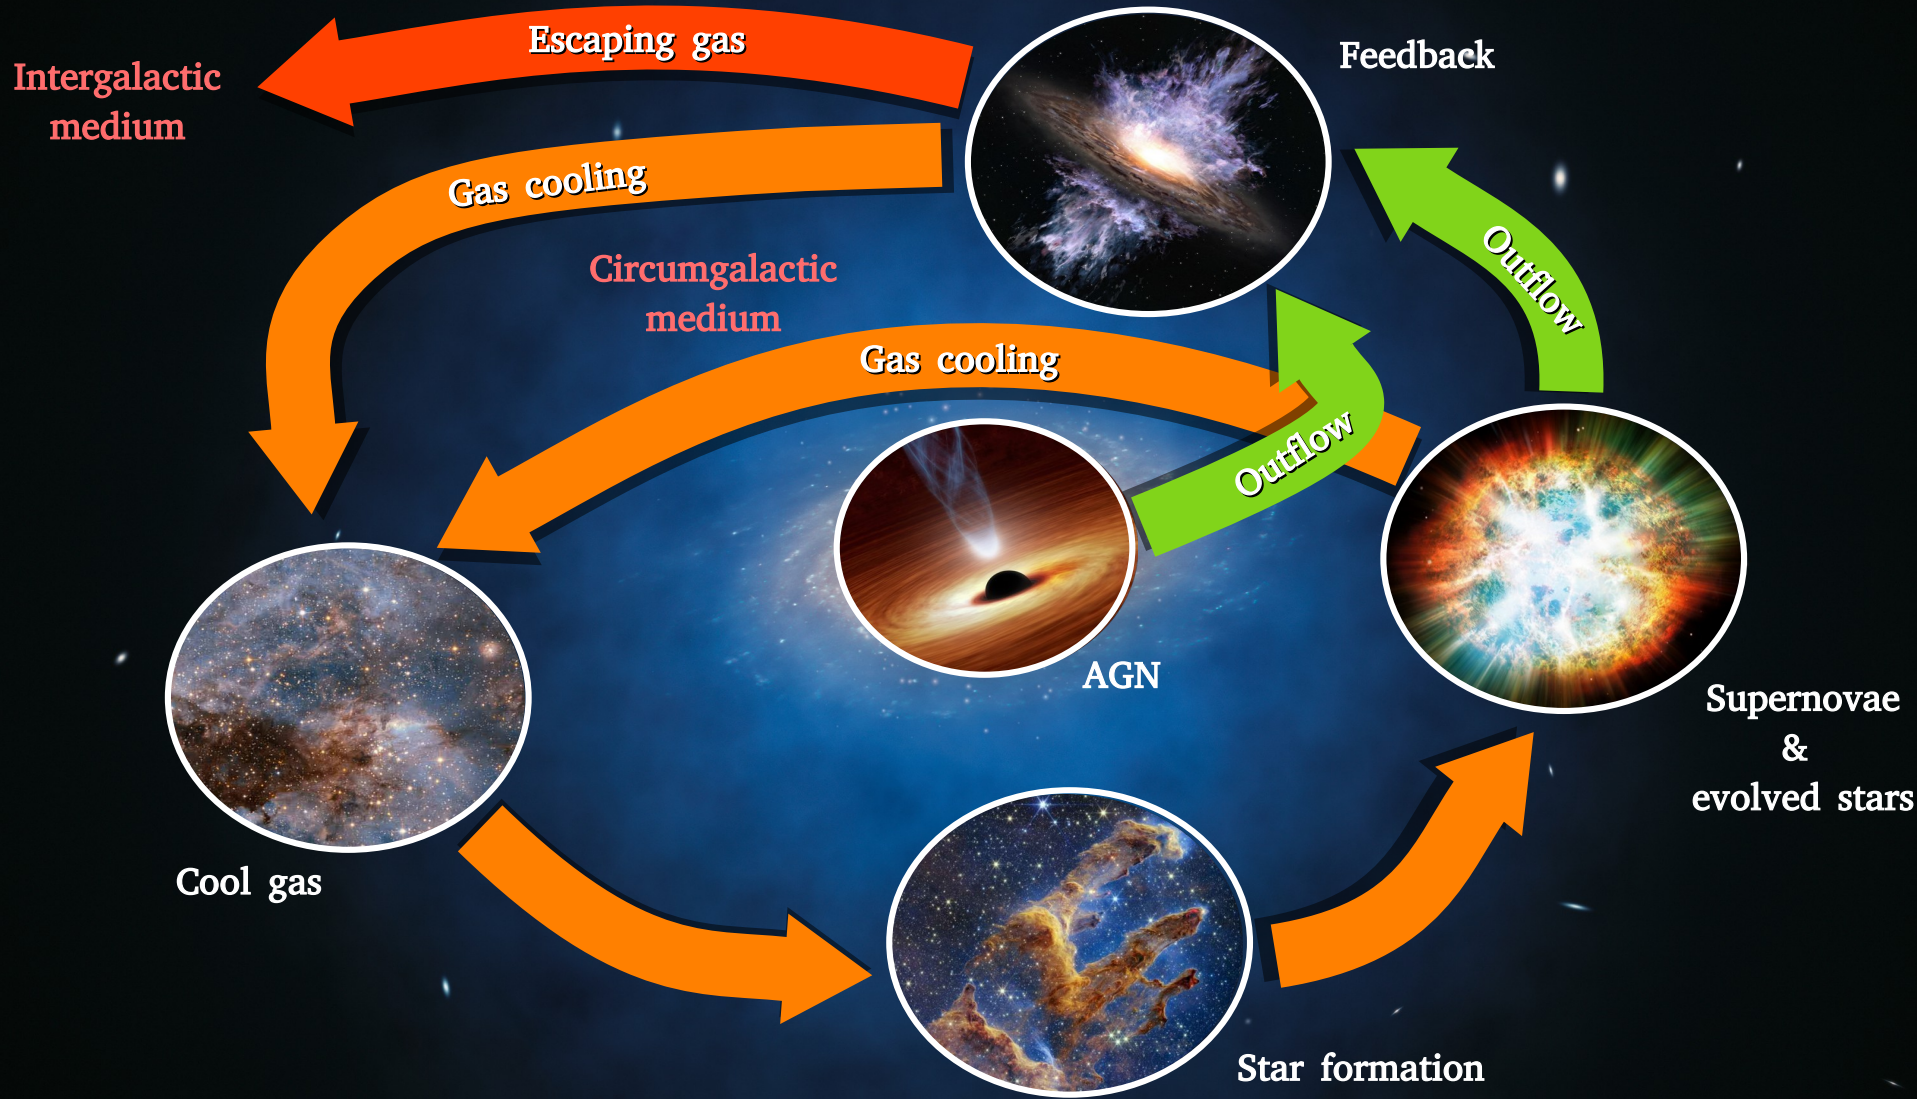 Escaping gas
Feedback
Intergalactic
medium
Gas cooling
Outflow
Circumgalactic
medium
Gas cooling
Outflow
AGN
Supernovae
&
evolved stars
Cool gas
Star formation